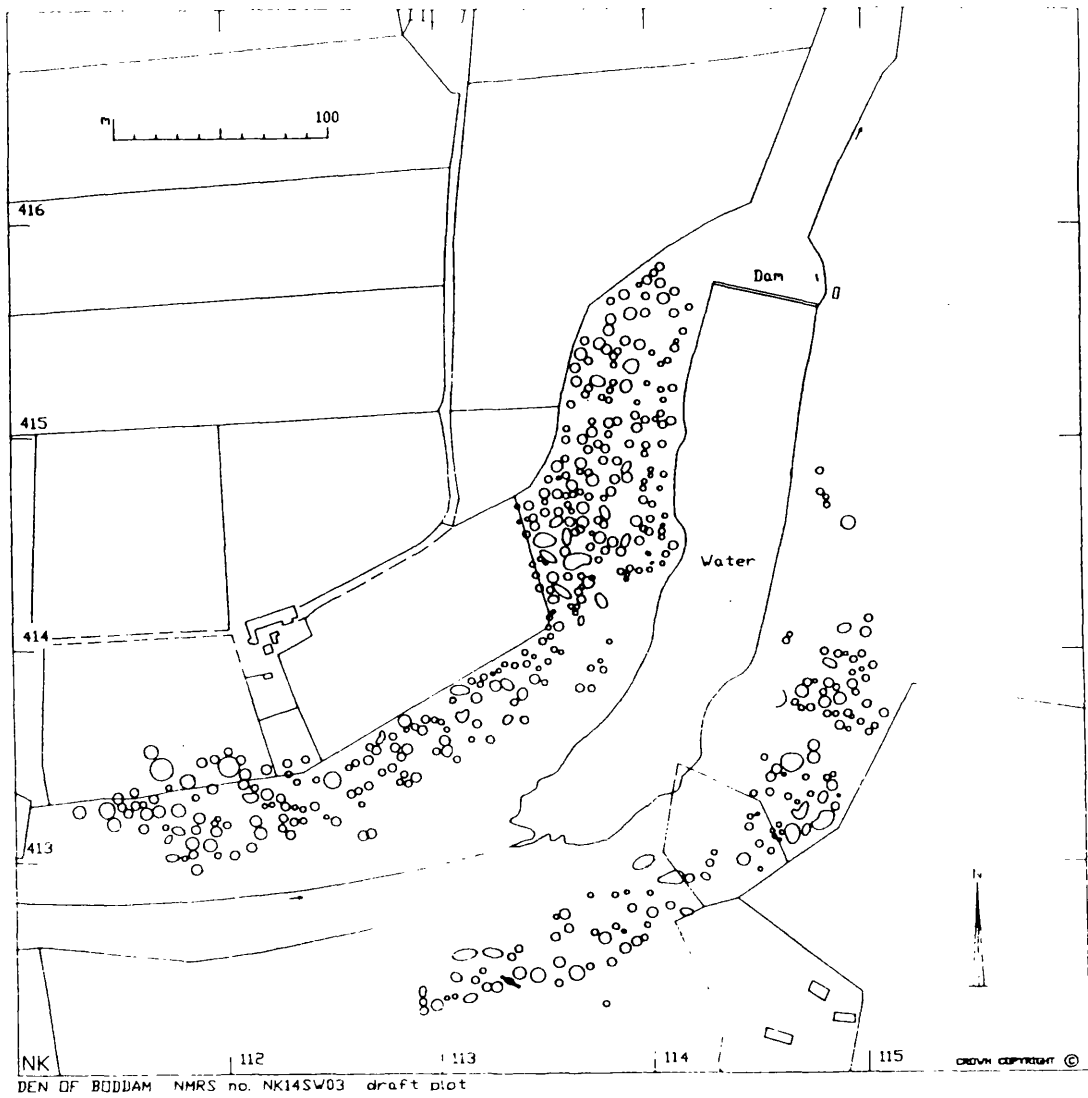 m 100
416
Dam
415
Water
414
413
N
NK 112 113 114 115 CROWN COPYRIGHT ©
DEN OF BODDAM NMRS no. NK14SW03 draft plot